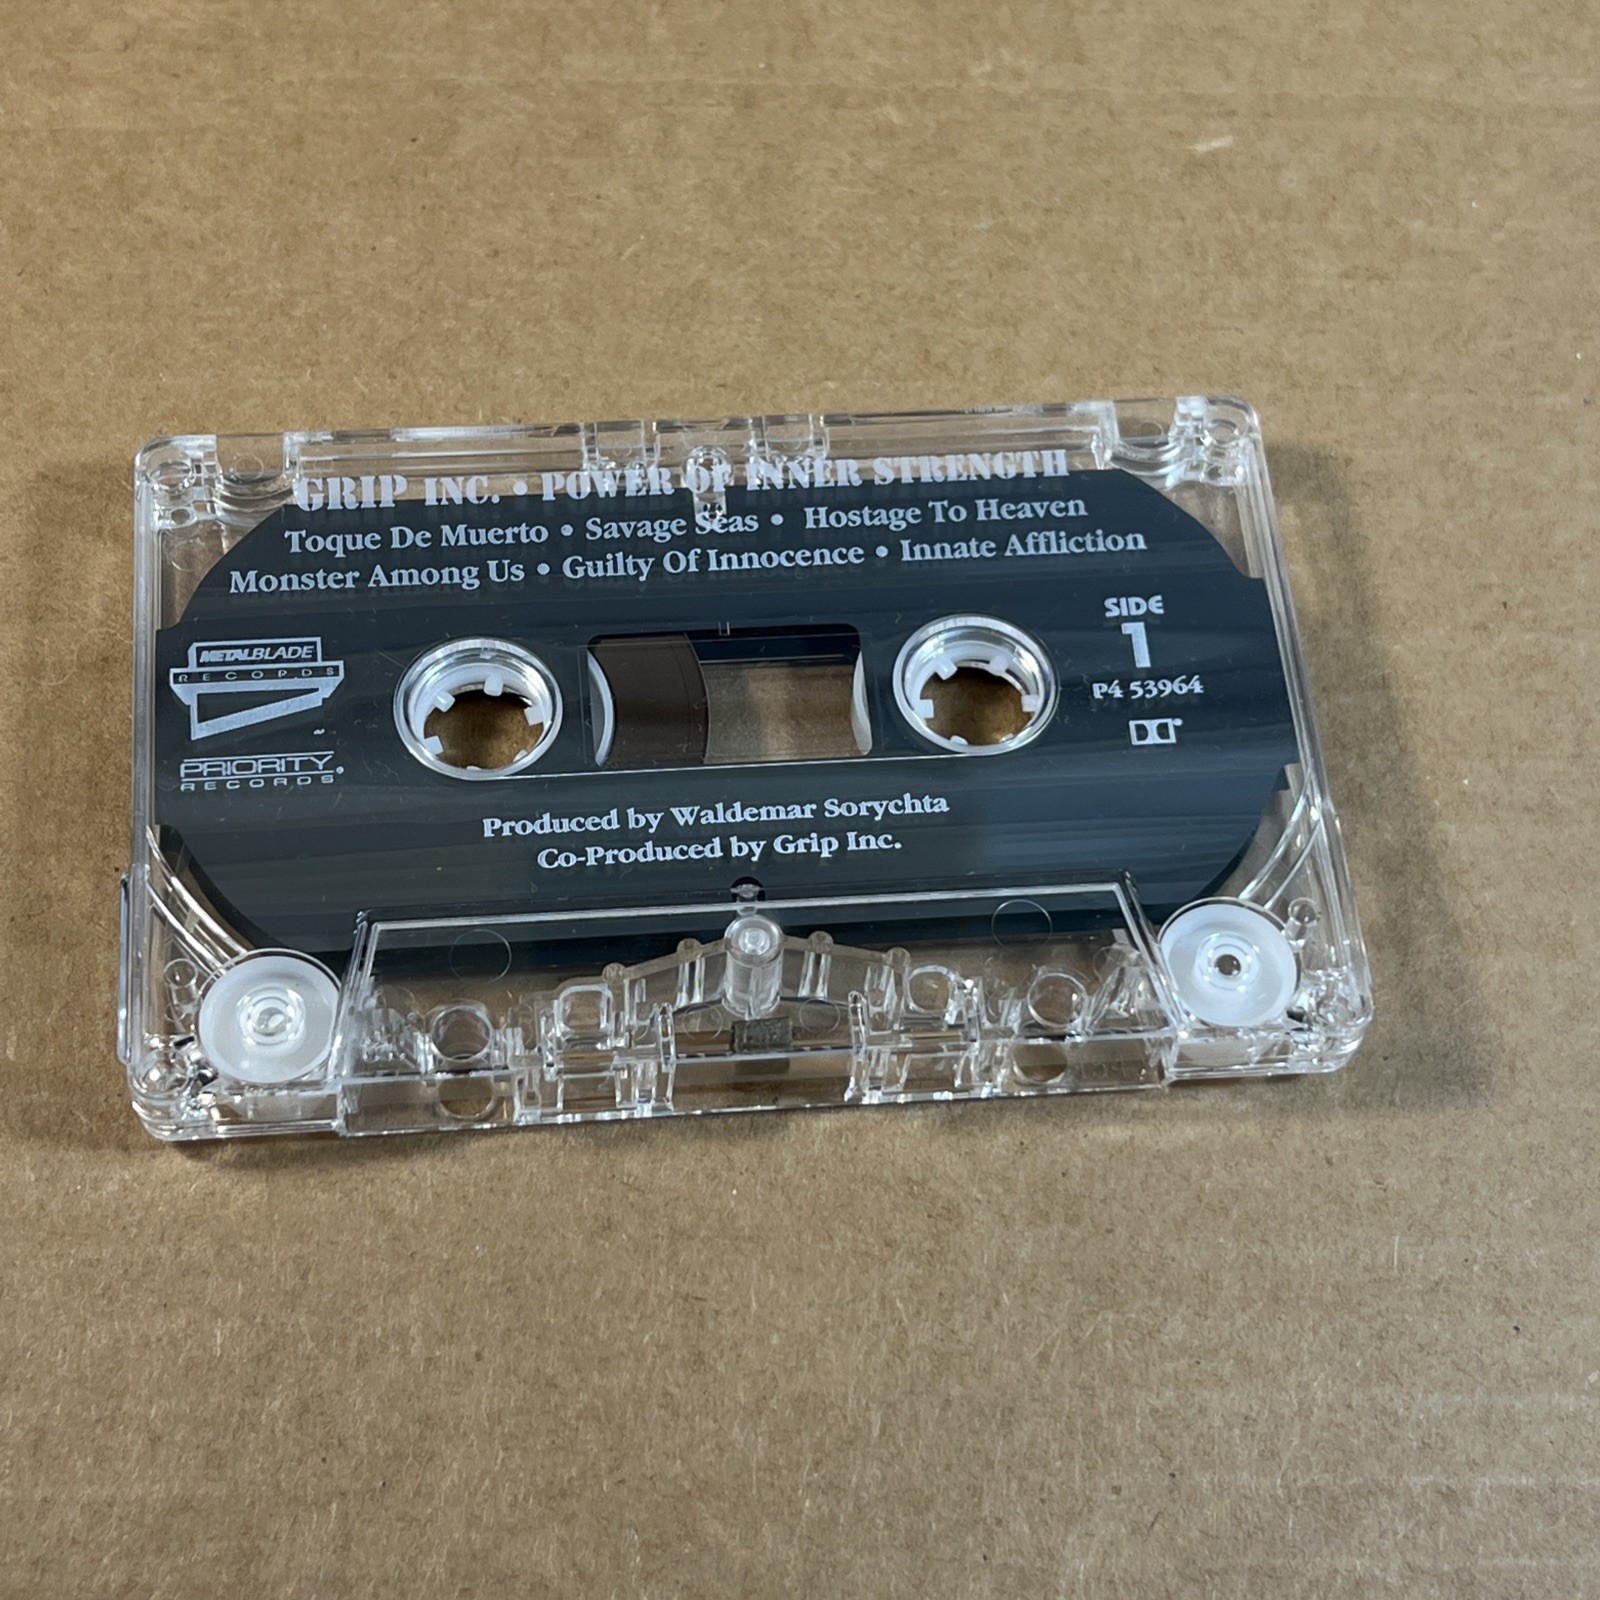 GRIP INC. • POWER OF INNER STRENGTH
Toque De Muerto • Savage Seas • Hostage To Heaven
Monster Among Us • Guilty Of Innocence • Innate Affliction
METALBLADE
RECORDS
PRIORITY
RECORDS
SIDE
1
P4 53964
Produced by Waldemar Sorychta
Co-Produced by Grip Inc.